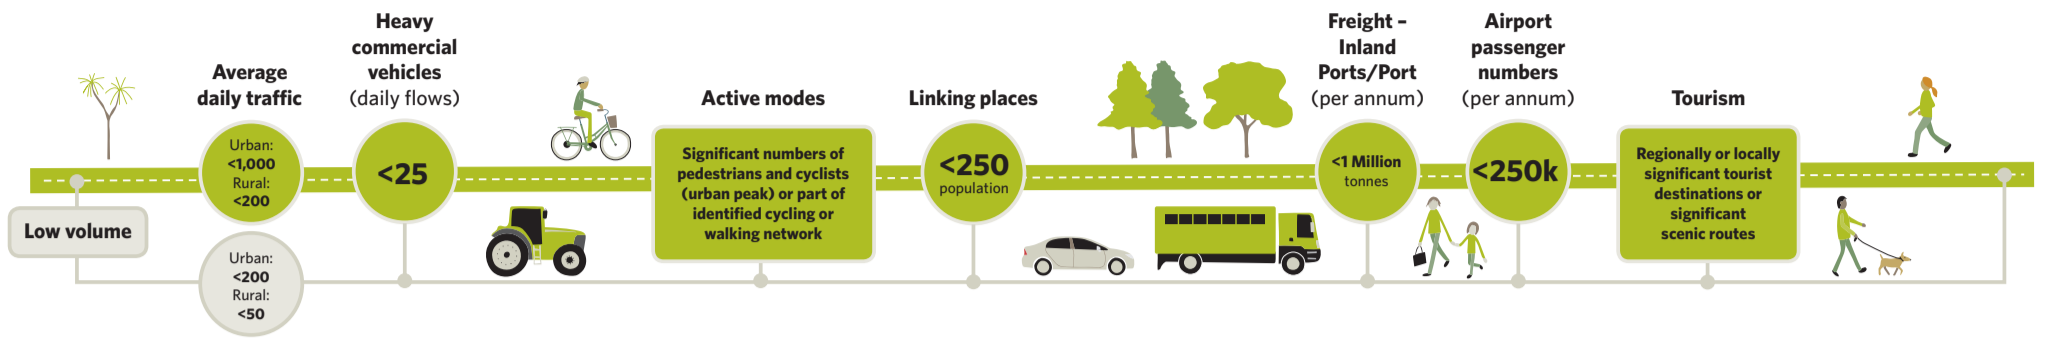 Average
daily traffic
Urban:
<1,000
Rural:
<200
Low volume
Urban:
<200
Rural:
<50
Heavy
commercial
vehicles
(daily flows)
<25
Active modes
Significant numbers of
pedestrians and cyclists
(urban peak) or part of
identified cycling or
walking network
Linking places
<250
population
Freight –
Inland
Ports/Port
(per annum)
<1 Million
tonnes
Airport
passenger
numbers
(per annum)
<250k
Tourism
Regionally or locally
significant tourist
destinations or
significant
scenic routes